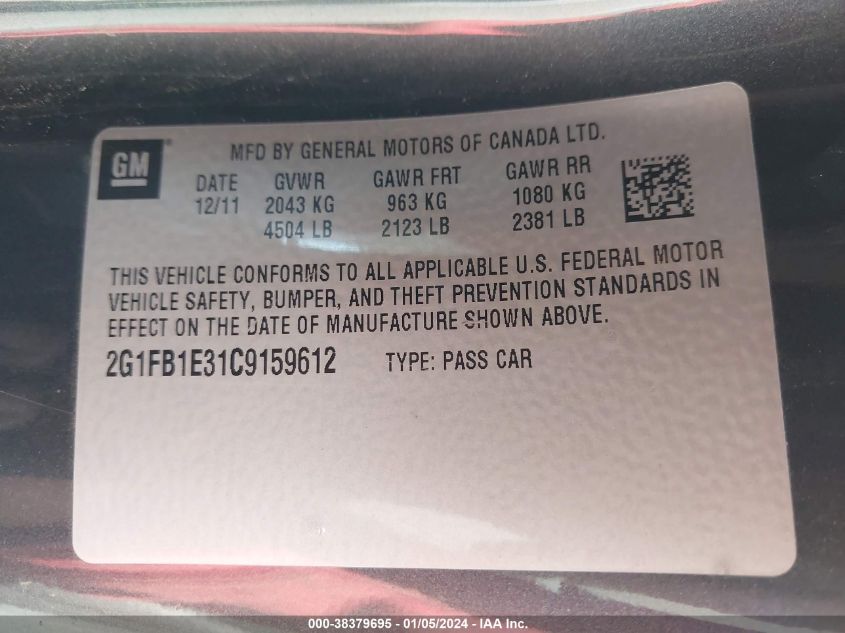 GM
MFD BY GENERAL MOTORS OF CANADA LTD.
DATE GVWR GAWR FRT GAWR RR
12/11 2043 KG 963 KG 1080 KG
4504 LB 2123 LB 2381 LB
THIS VEHICLE CONFORMS TO ALL APPLICABLE U.S. FEDERAL MOTOR
VEHICLE SAFETY, BUMPER, AND THEFT PREVENTION STANDARDS IN
EFFECT ON THE DATE OF MANUFACTURE SHOWN ABOVE.
2G1FB1E31C9159612 TYPE: PASS CAR
000-38379695 - 01/05/2024 - IAA Inc.